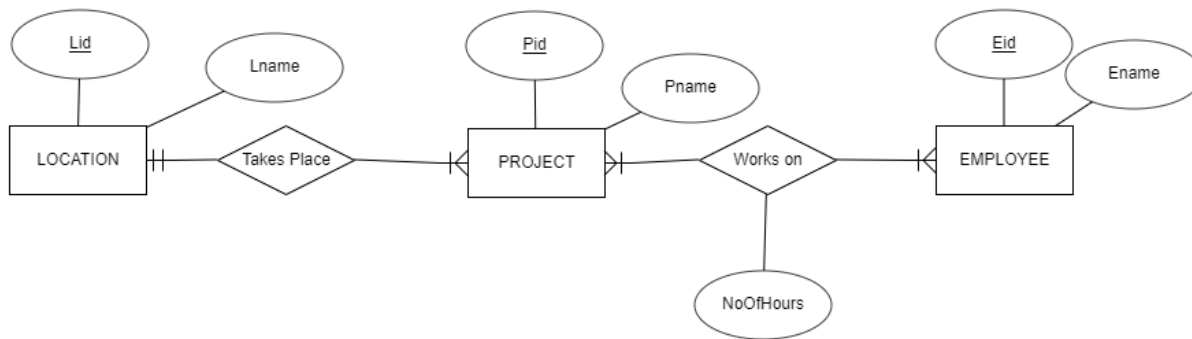 Lid
Lname
Pid
Pname
Eid
Ename
LOCATION
Takes Place
PROJECT
Works on
EMPLOYEE
NoOfHours